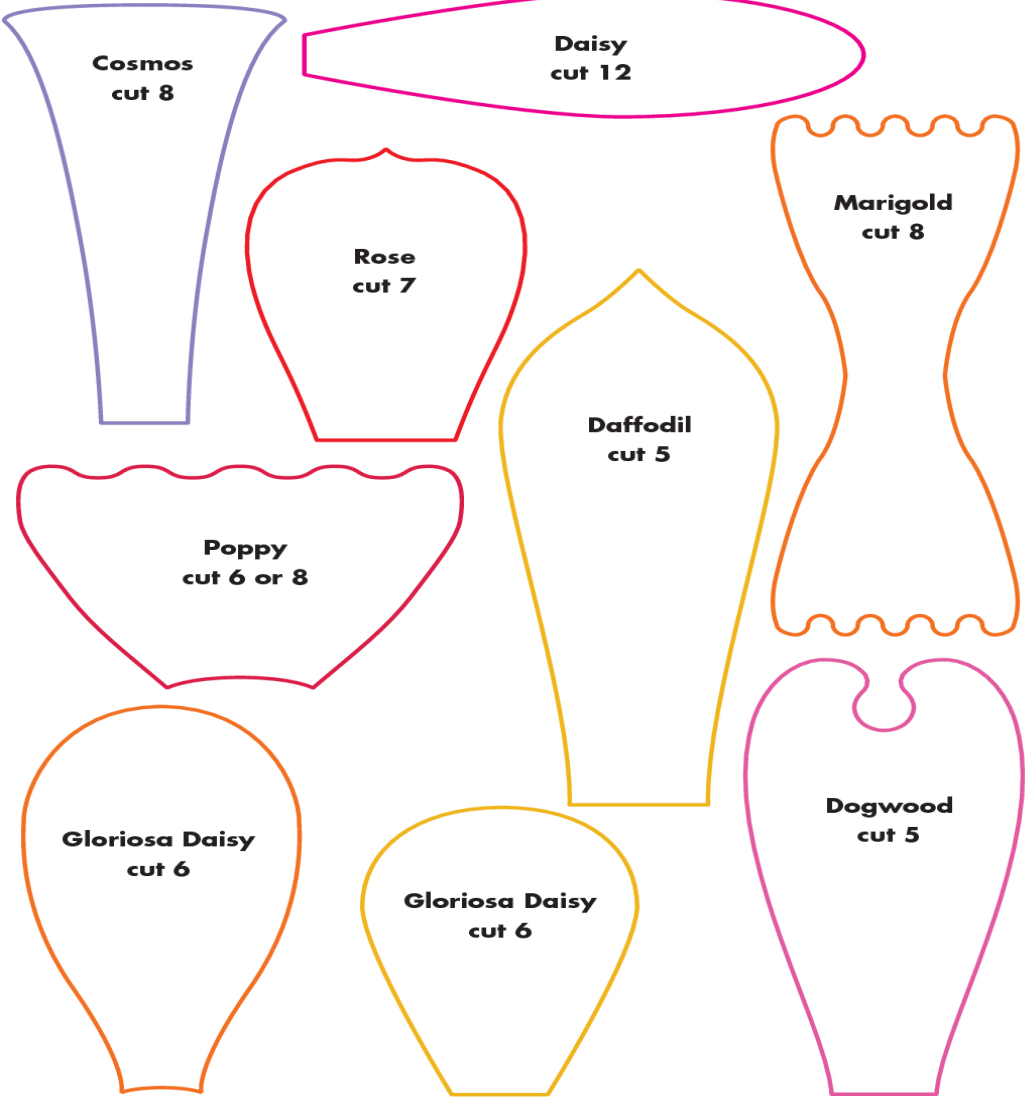 Cosmos
cut 8
Daisy
cut 12
Marigold
cut 8
Rose
cut 7
Daffodil
cut 5
Poppy
cut 6 or 8
Gloriosa Daisy
cut 6
Gloriosa Daisy
cut 6
Dogwood
cut 5